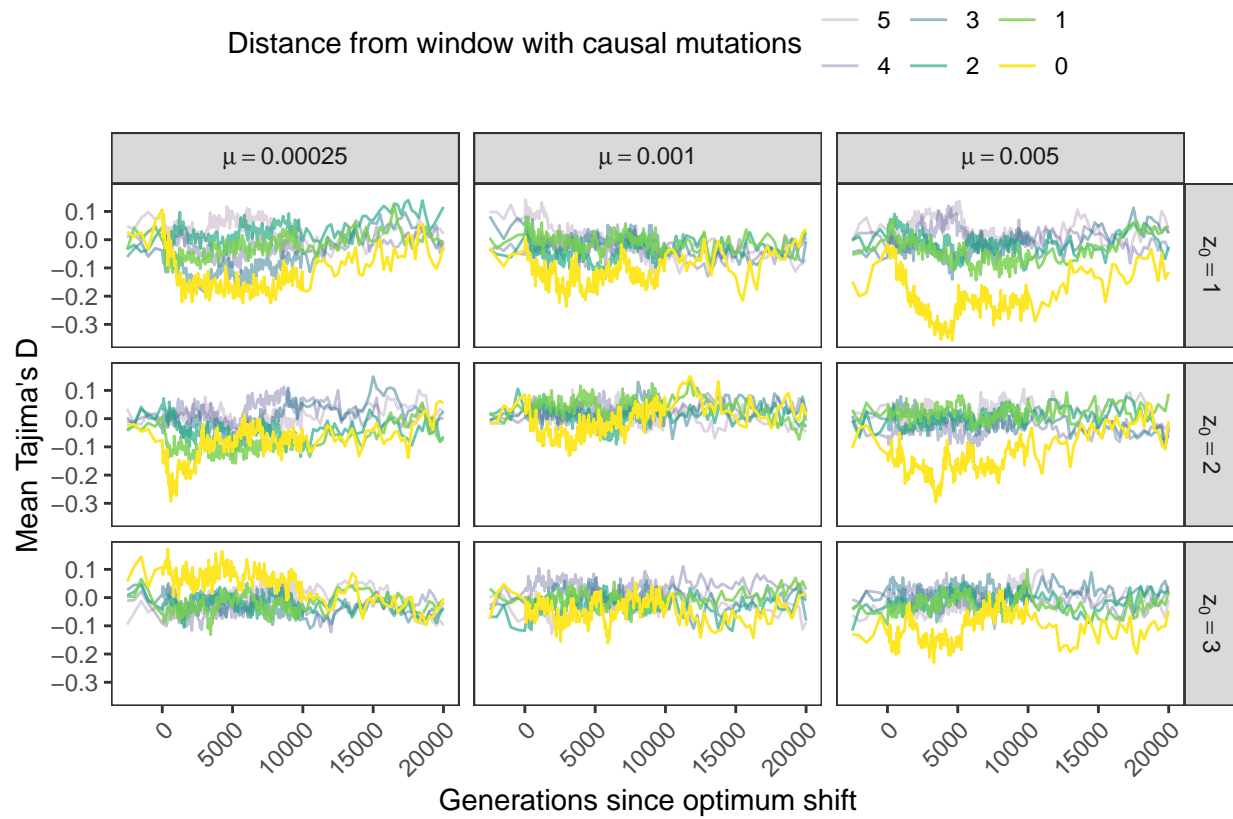 Distance from window with causal mutations
5 3 1
4 2 0
μ = 0.00025 μ = 0.001 μ = 0.005
Mean Tajima's D
0.1
0.0
−0.1
−0.2
−0.3
z0 = 1
0.1
0.0
−0.1
−0.2
−0.3
z0 = 2
0.1
0.0
−0.1
−0.2
−0.3
z0 = 3
0 5000 10000 15000 20000 0 5000 10000 15000 20000 0 5000 10000 15000 20000
Generations since optimum shift